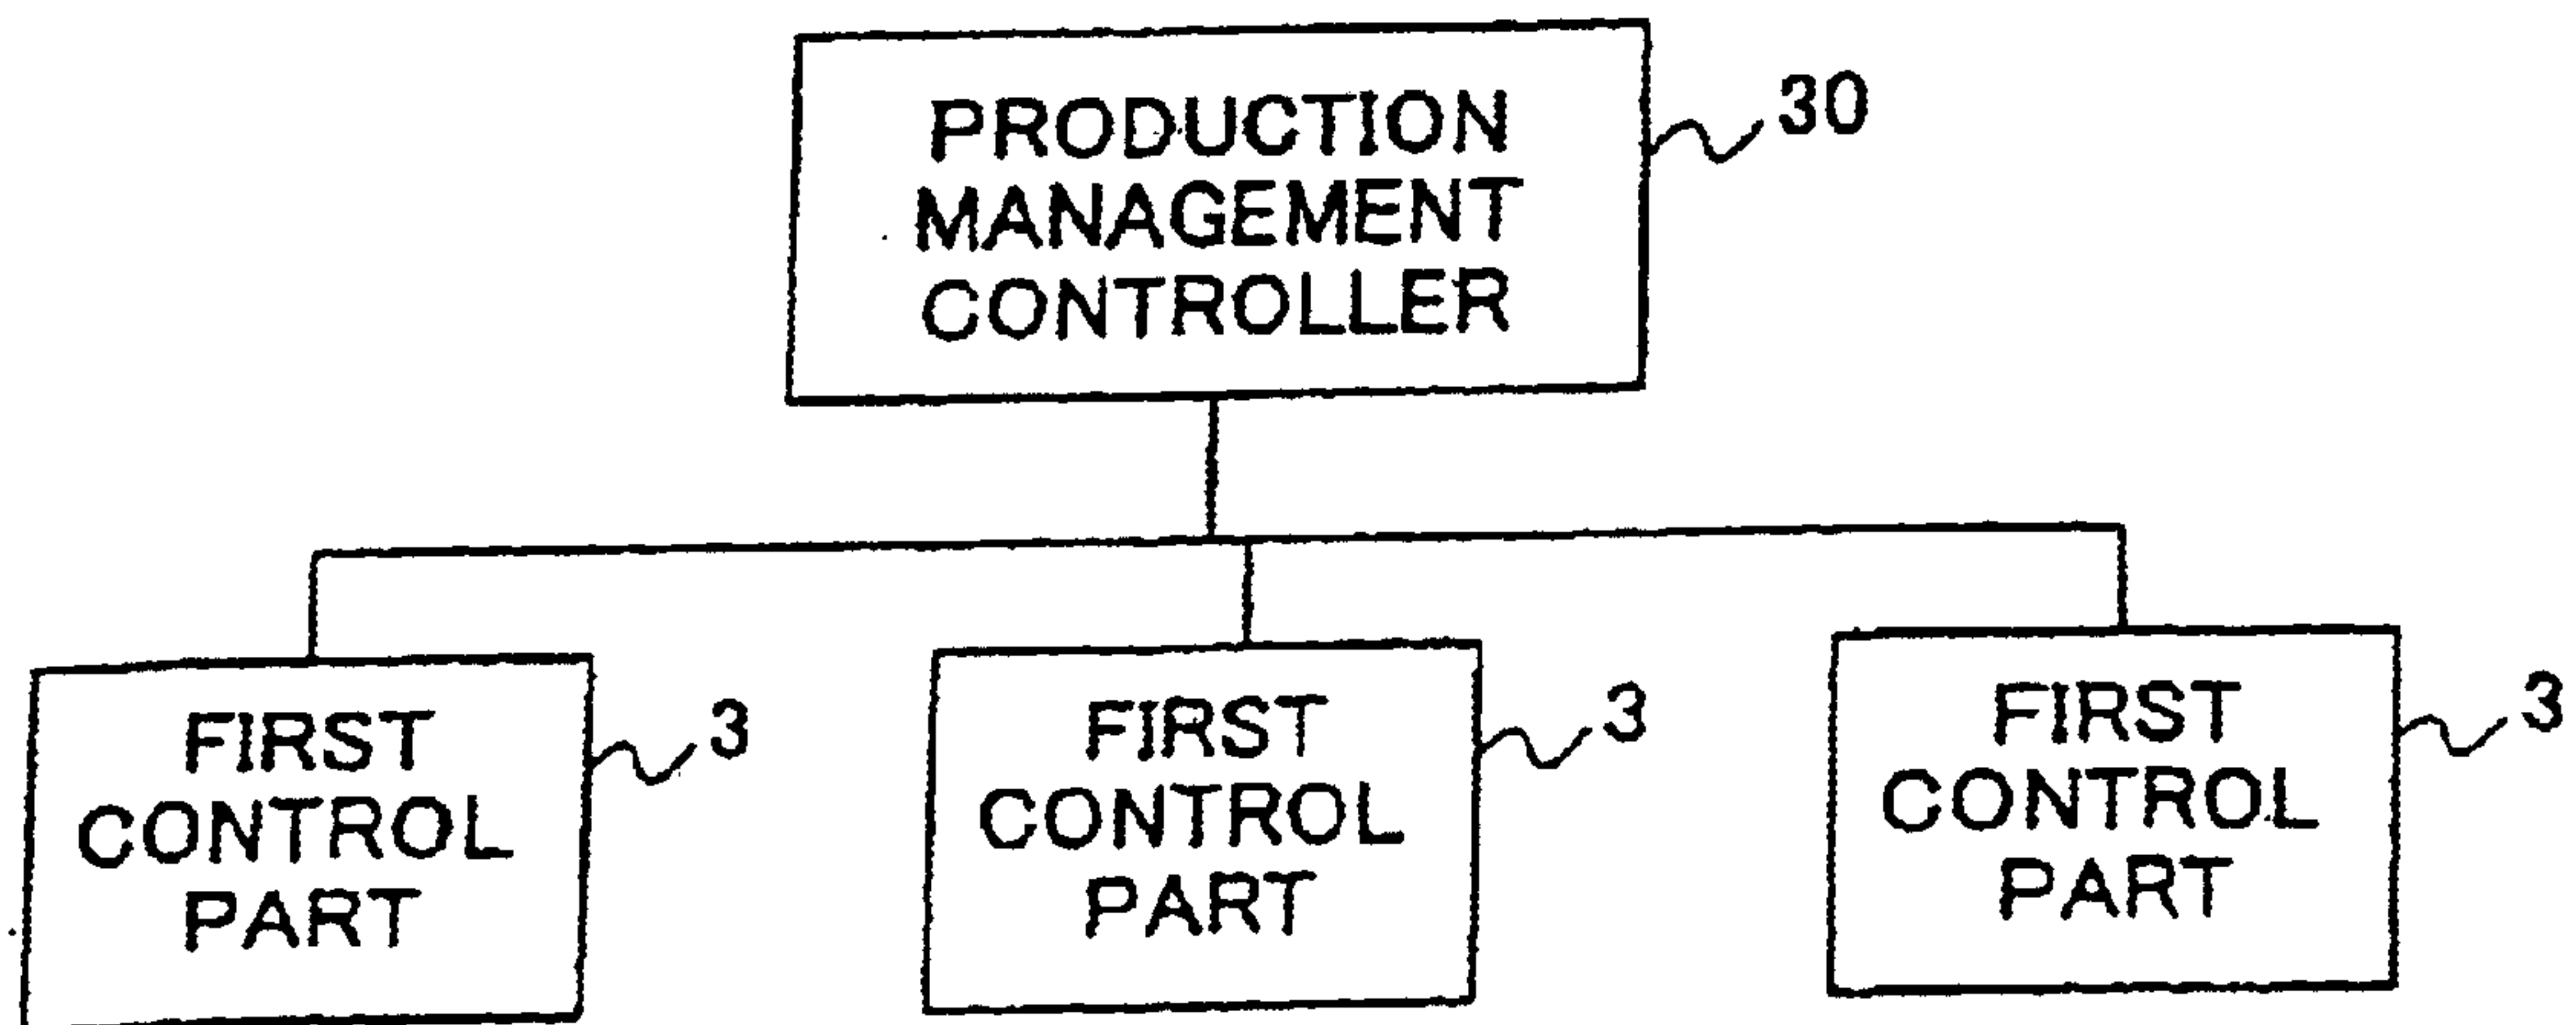 PRODUCTION
MANAGEMENT
CONTROLLER
30
FIRST
CONTROL
PART
3
FIRST
CONTROL
PART
3
FIRST
CONTROL
PART
3